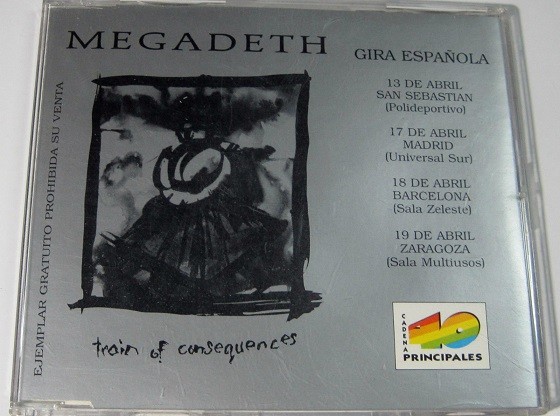 MEGADETH
GIRA ESPAÑOLA
13 DE ABRIL
SAN SEBASTIAN
(Polideportivo)
17 DE ABRIL
MADRID
(Universal Sur)
18 DE ABRIL
BARCELONA
(Sala Zeleste)
19 DE ABRIL
ZARAGOZA
(Sala Multiusos)
EJEMPLAR GRATUITO PROHIBIDA SU VENTA
train of consequences
CADENA
40
PRINCIPALES